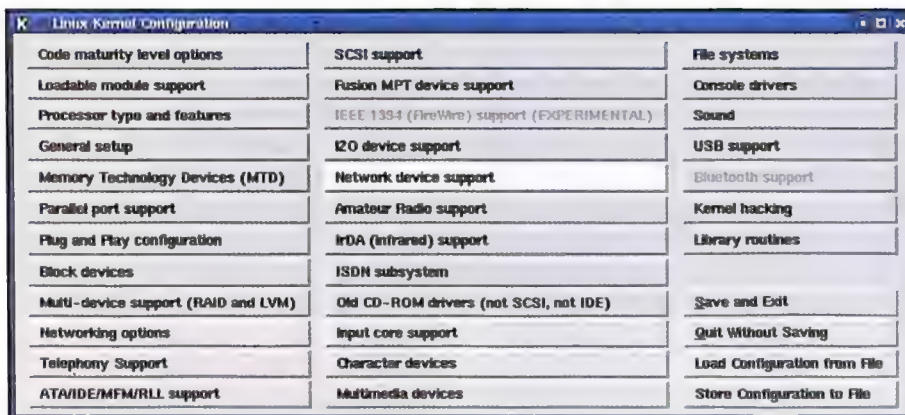 Linux Kernel Configuration
Code maturity level options
Loadable module support
Processor type and features
General setup
Memory Technology Devices (MTD)
Parallel port support
Plug and Play configuration
Block devices
Multi-device support (RAID and LVM)
Networking options
Telephony Support
ATA/IDE/MFM/RLL support
SCSI support
Fusion MPT device support
IEEE 1394 (FireWire) support (EXPERIMENTAL)
I2O device support
Network device support
Amateur Radio support
IrDA (infrared) support
ISDN subsystem
Old CD-ROM drivers (not SCSI, not IDE)
Input core support
Character devices
Multimedia devices
File systems
Console drivers
Sound
USB support
Bluetooth support
Kernel hacking
Library routines
Save and Exit
Quit Without Saving
Load Configuration from File
Store Configuration to File